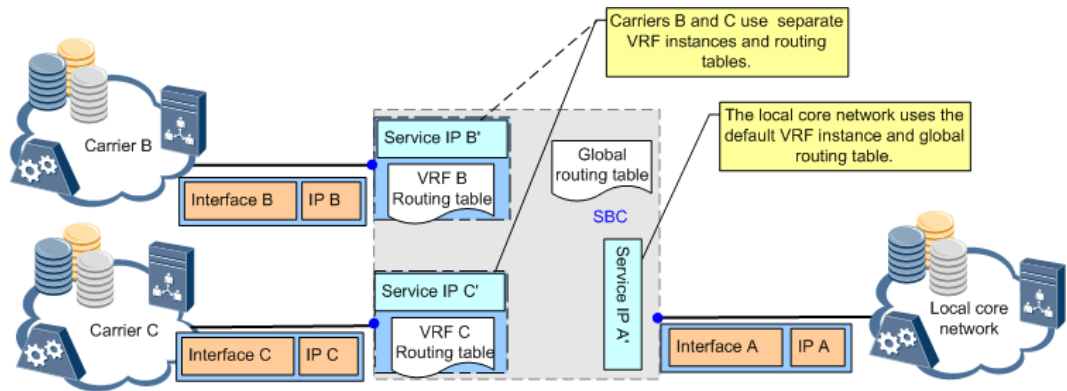 Carriers B and C use separate
VRF instances and routing
tables.
The local core network uses the
default VRF instance and global
routing table.
Carrier B
Service IP B'
VRF B
Routing table
Interface B
IP B
Global
routing table
SBC
Carrier C
Service IP C'
VRF C
Routing table
Interface C
IP C
Service IP A'
Interface A
IP A
Local core
network